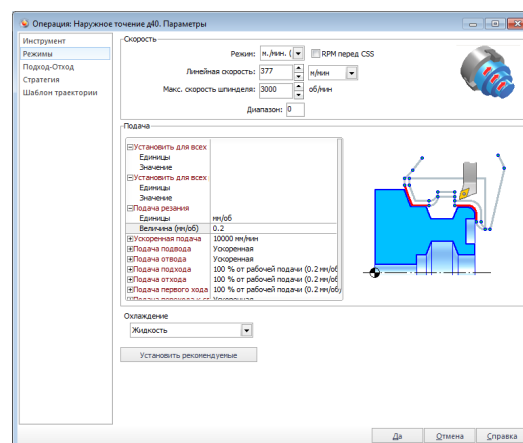 Операция: Наружное точение д40. Параметры
Инструмент
Режимы
Подход-Отход
Стратегия
Шаблон траектории
Скорость
Режим: м./мин. ( RPM перед CSS
Линейная скорость: 377 м/мин
Макс. скорость шпинделя: 3000 об/мин
Диапазон: 0
Подача
Установить для всех
Единицы
Значение
Установить для всех
Единицы
Значение
Подача резания
Единицы мм/об
Величина (мм/об) 0.2
Ускоренная подача 10000 мм/мин
Подача подвода Ускоренная
Подача отвода Ускоренная
Подача подхода 100 % от рабочей подачи (0.2 мм/об
Подача отхода 100 % от рабочей подачи (0.2 мм/об
Подача первого хода 100 % от рабочей подачи (0.2 мм/об
Подача перехода к Ускоренная
Охлаждение
Жидкость
Установить рекомендуемые
Да Отмена Справка